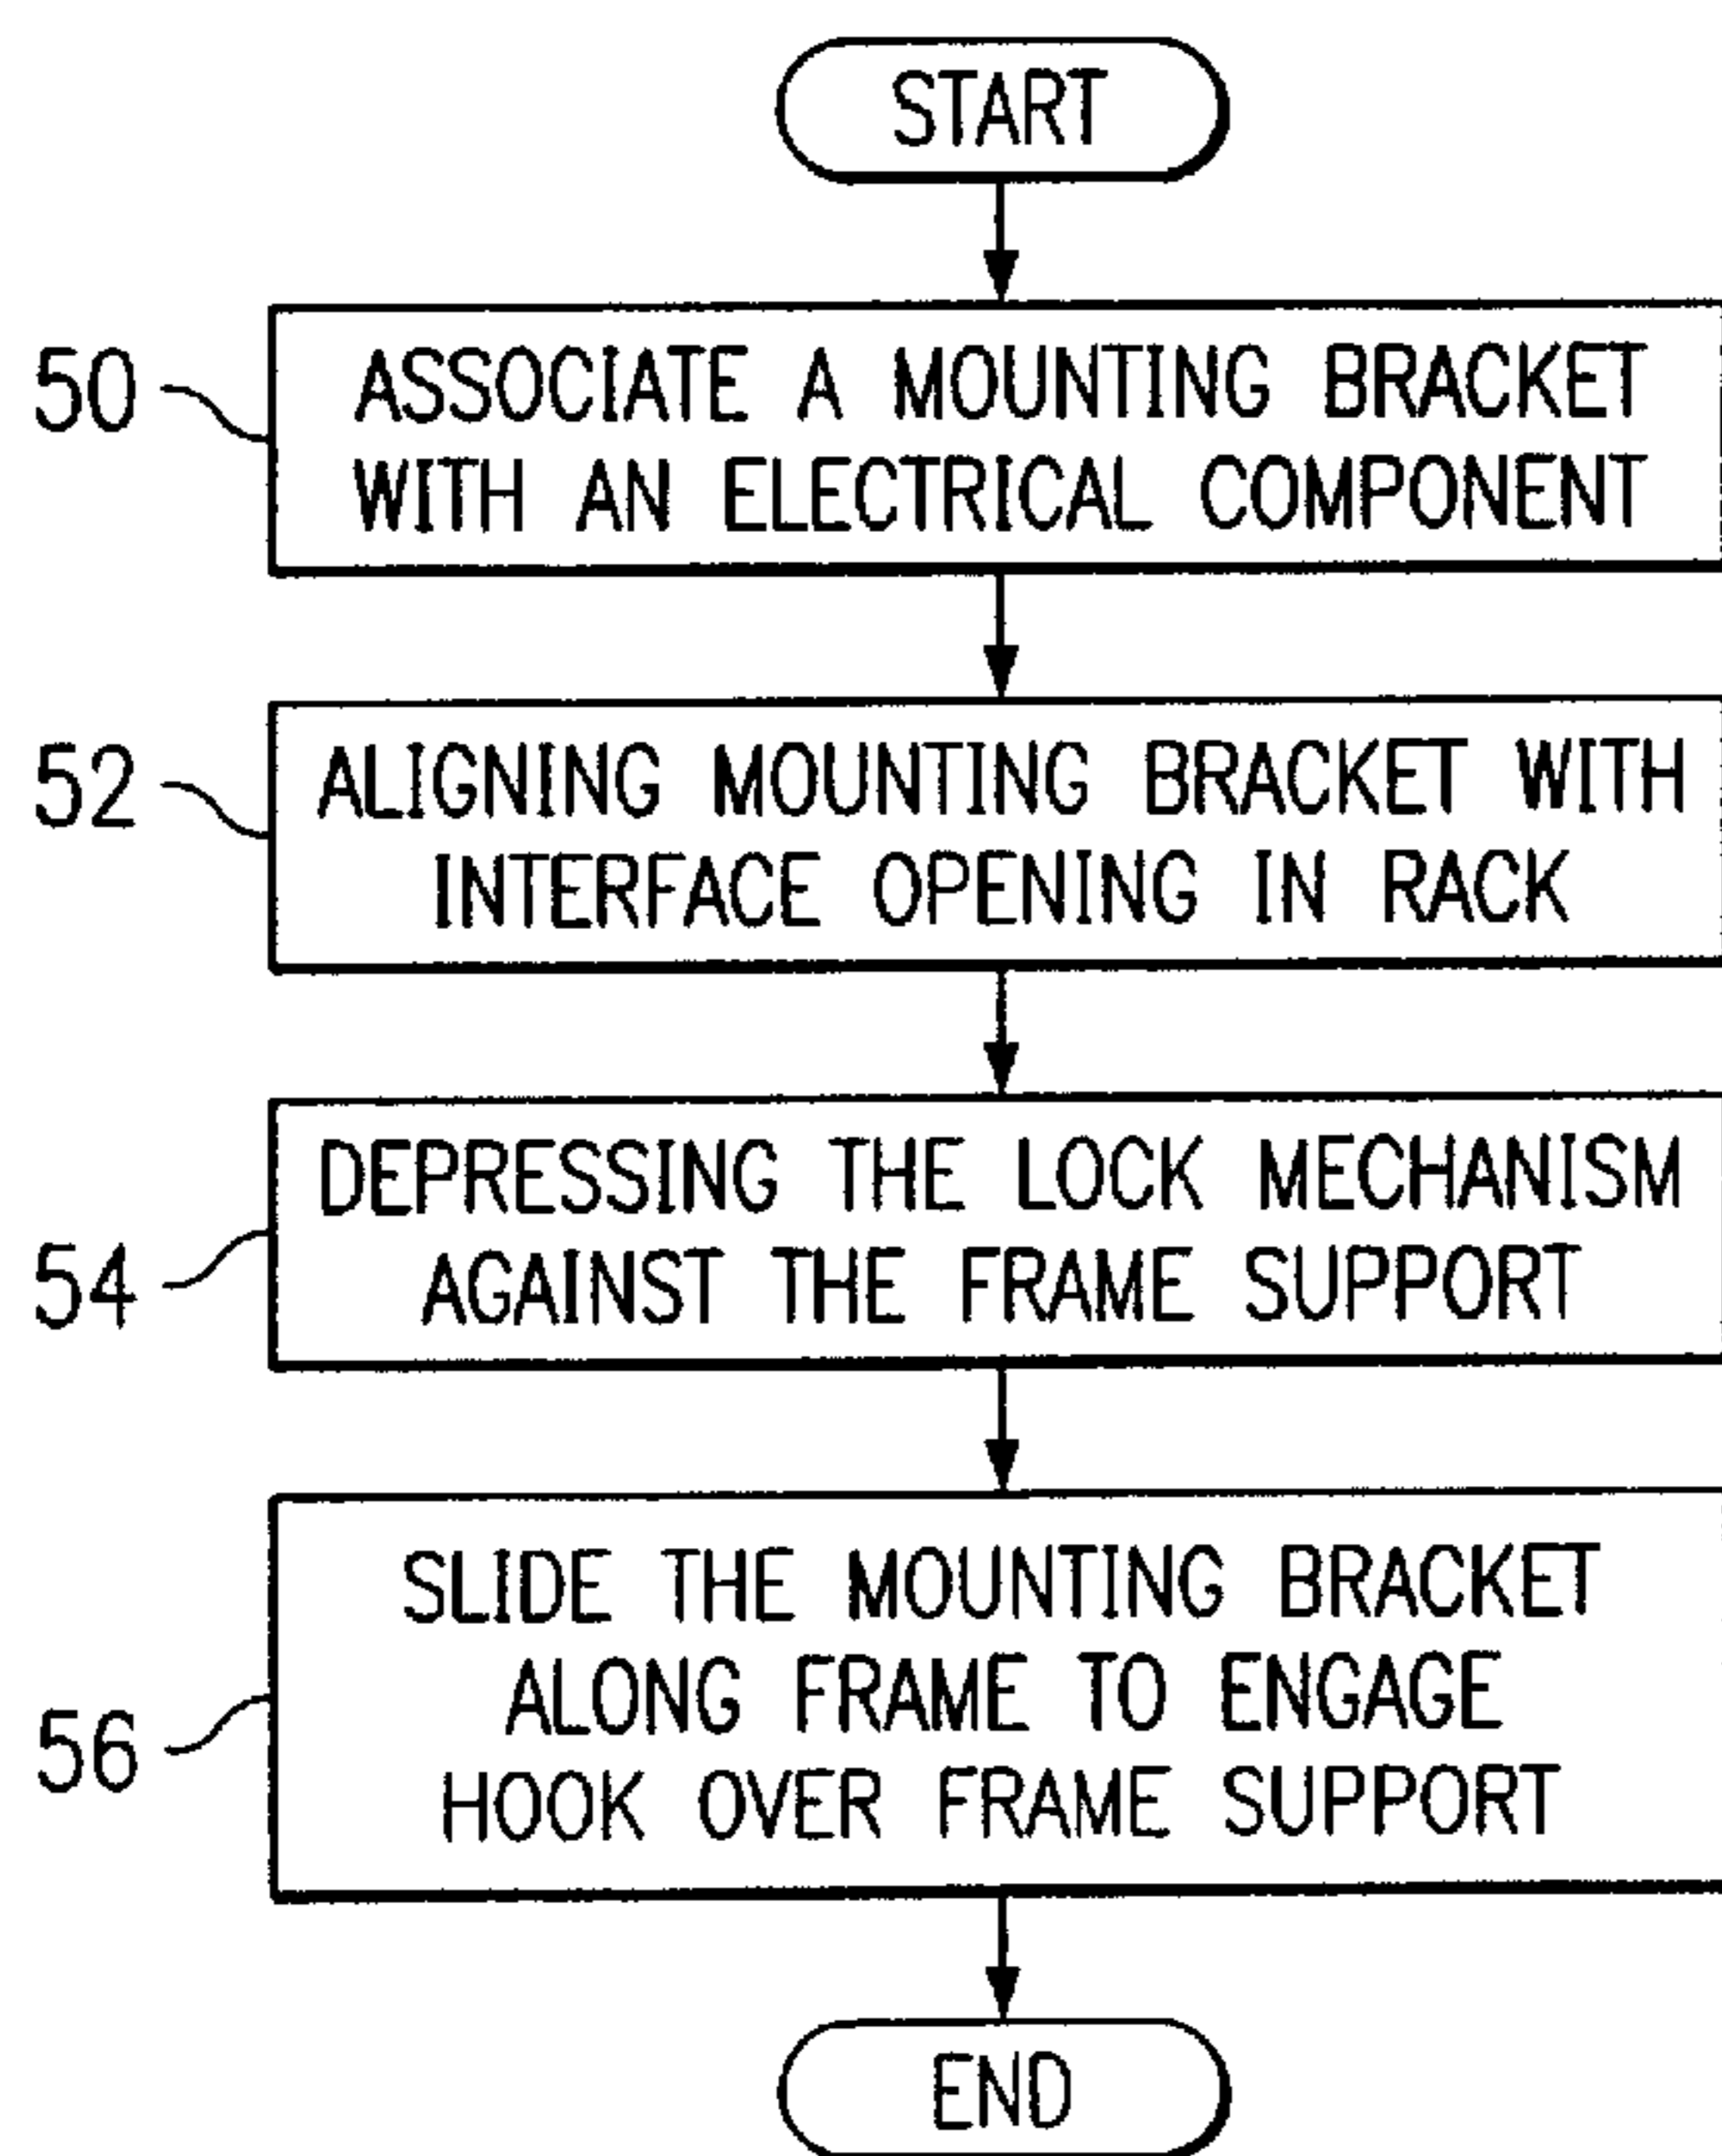 START
50
ASSOCIATE A MOUNTING BRACKET
WITH AN ELECTRICAL COMPONENT
52
ALIGNING MOUNTING BRACKET WITH
INTERFACE OPENING IN RACK
54
DEPRESSING THE LOCK MECHANISM
AGAINST THE FRAME SUPPORT
56
SLIDE THE MOUNTING BRACKET
ALONG FRAME TO ENGAGE
HOOK OVER FRAME SUPPORT
END